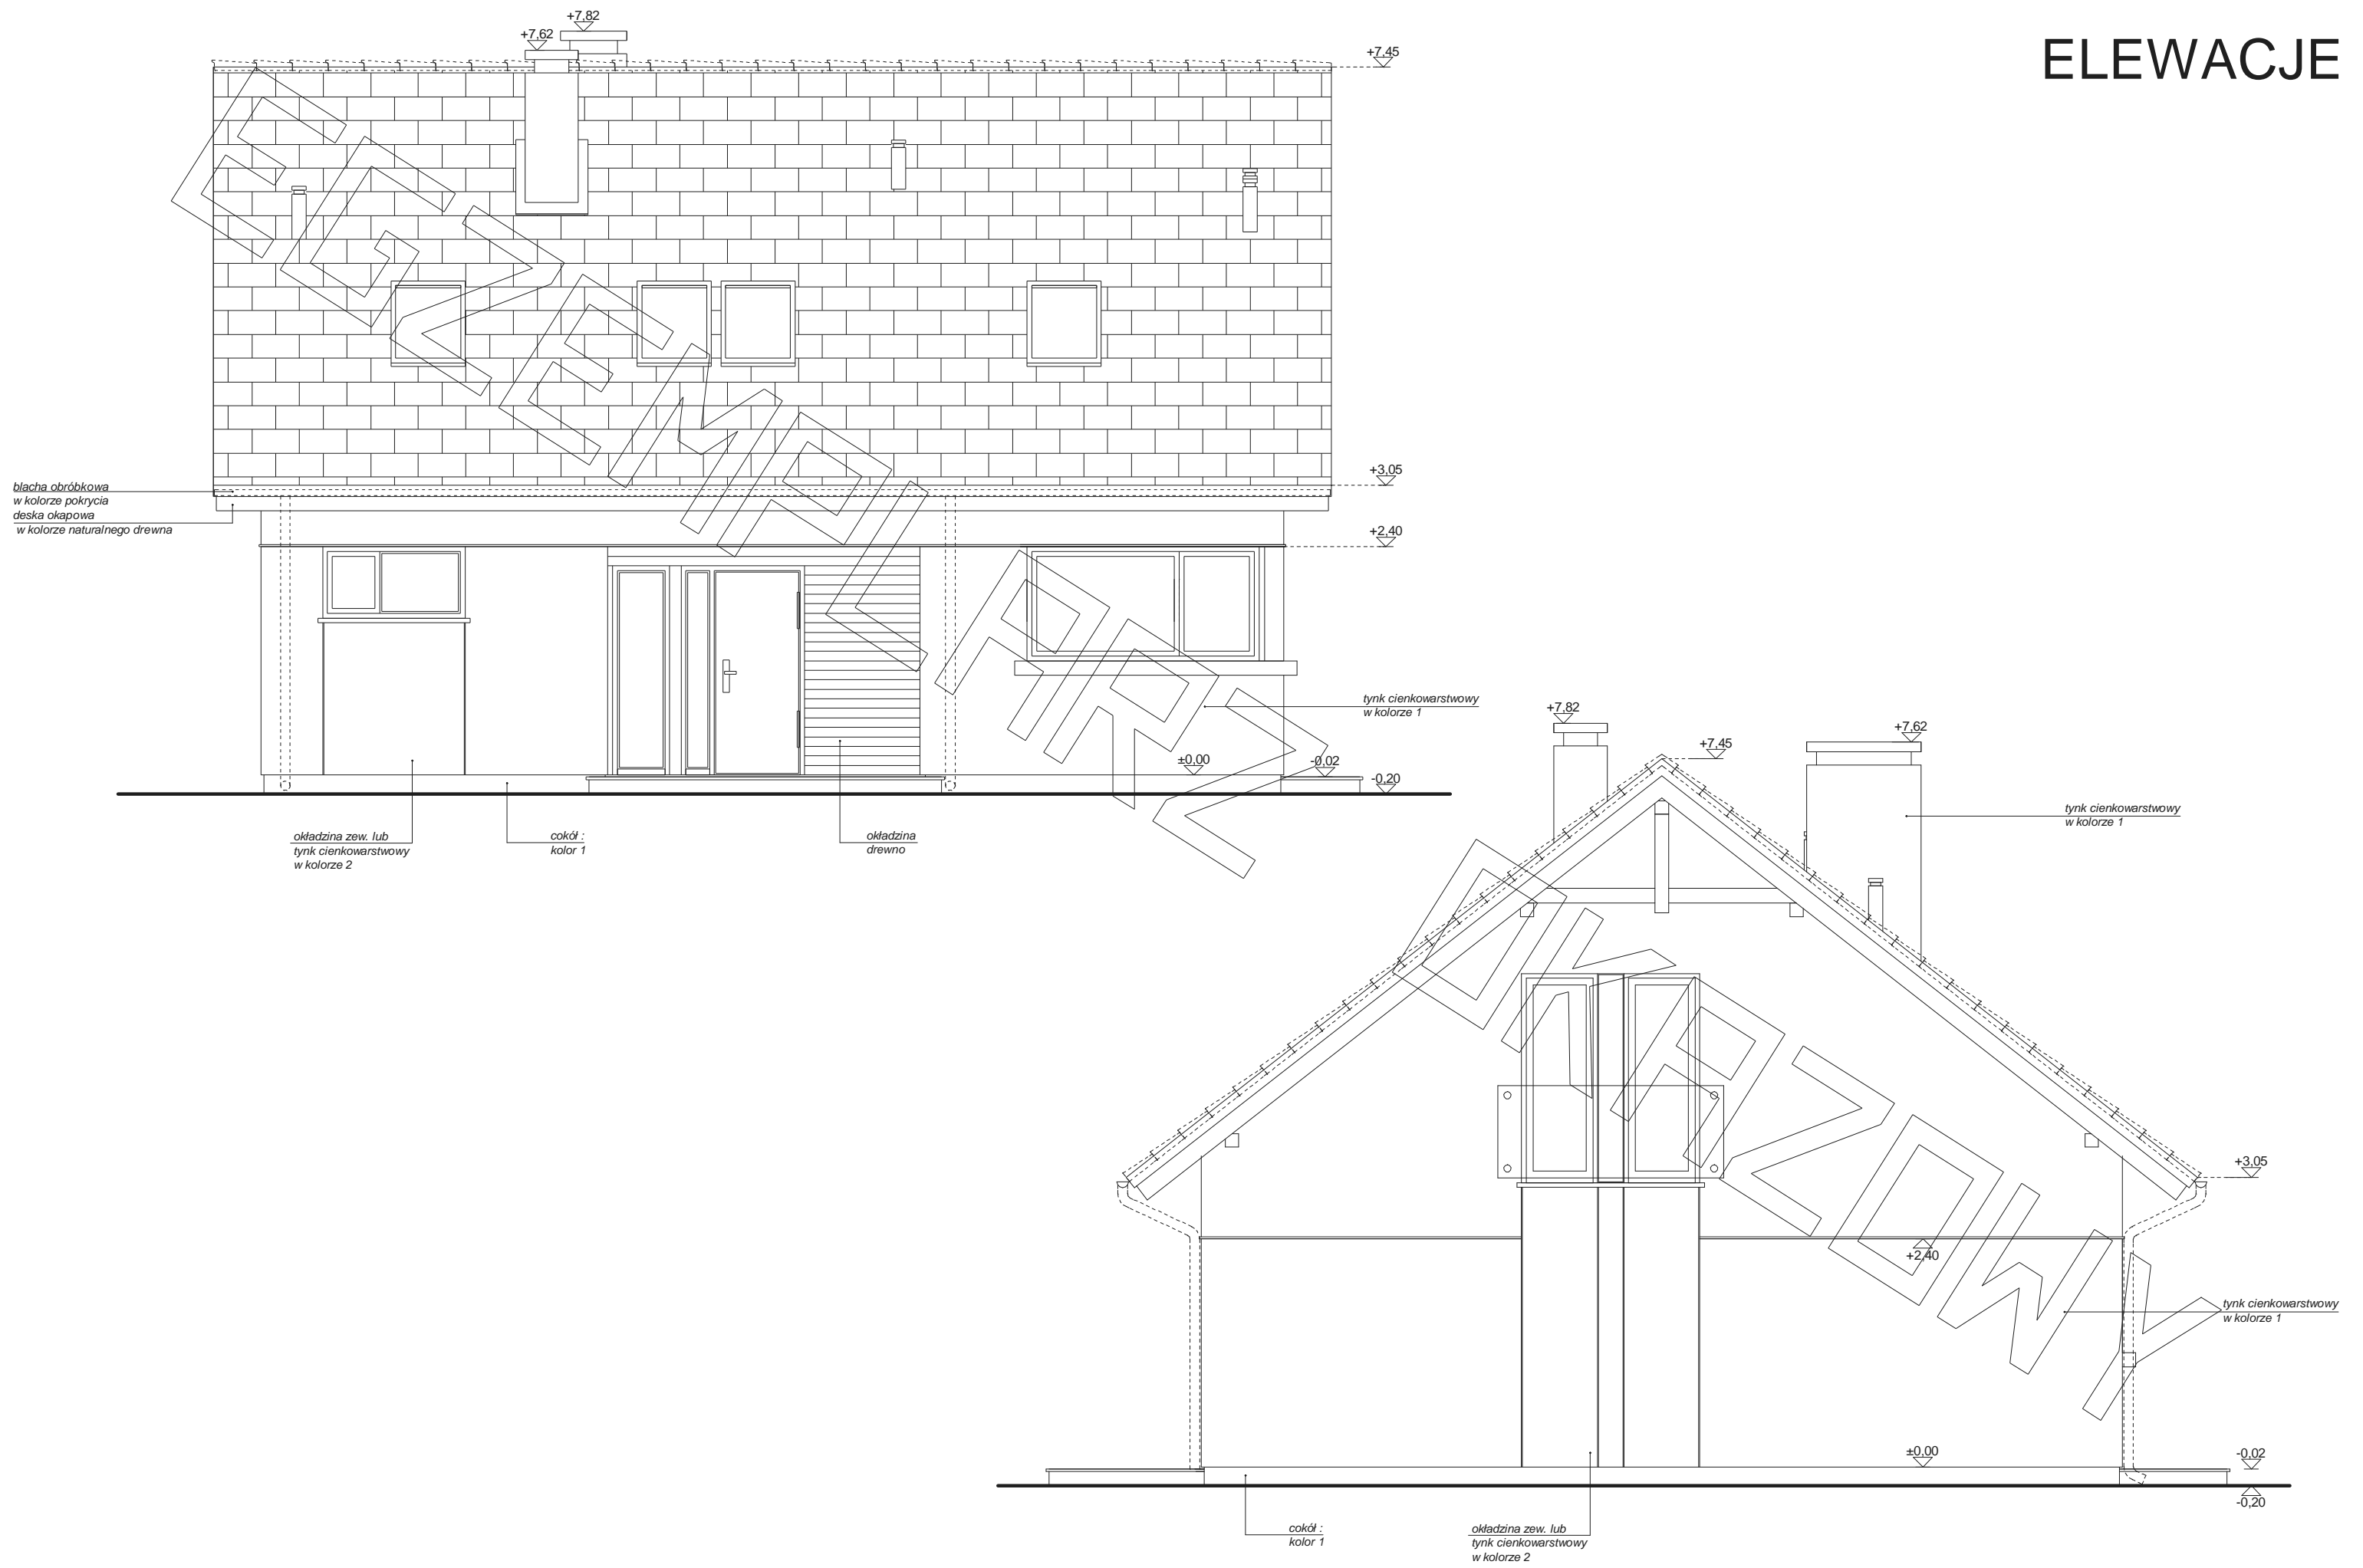 ELEWACJE
+7,82
+7,62
+7,45
+3,05
+2,40
blacha obróbkowa
w kolorze pokrycia
deska okapowa
w kolorze naturalnego drewna
tynk cienkowarstwowy
w kolorze 1
±0,00
-0,02
-0,20
okładzina zew. lub
tynk cienkowarstwowy
w kolorze 2
cokół :
kolor 1
okładzina
drewno
EGZEMPLARZ
OKAZOWY
+7,82
+7,62
+7,45
tynk cienkowarstwowy
w kolorze 1
+3,05
+2,40
tynk cienkowarstwowy
w kolorze 1
±0,00
-0,02
-0,20
cokół :
kolor 1
okładzina zew. lub
tynk cienkowarstwowy
w kolorze 2